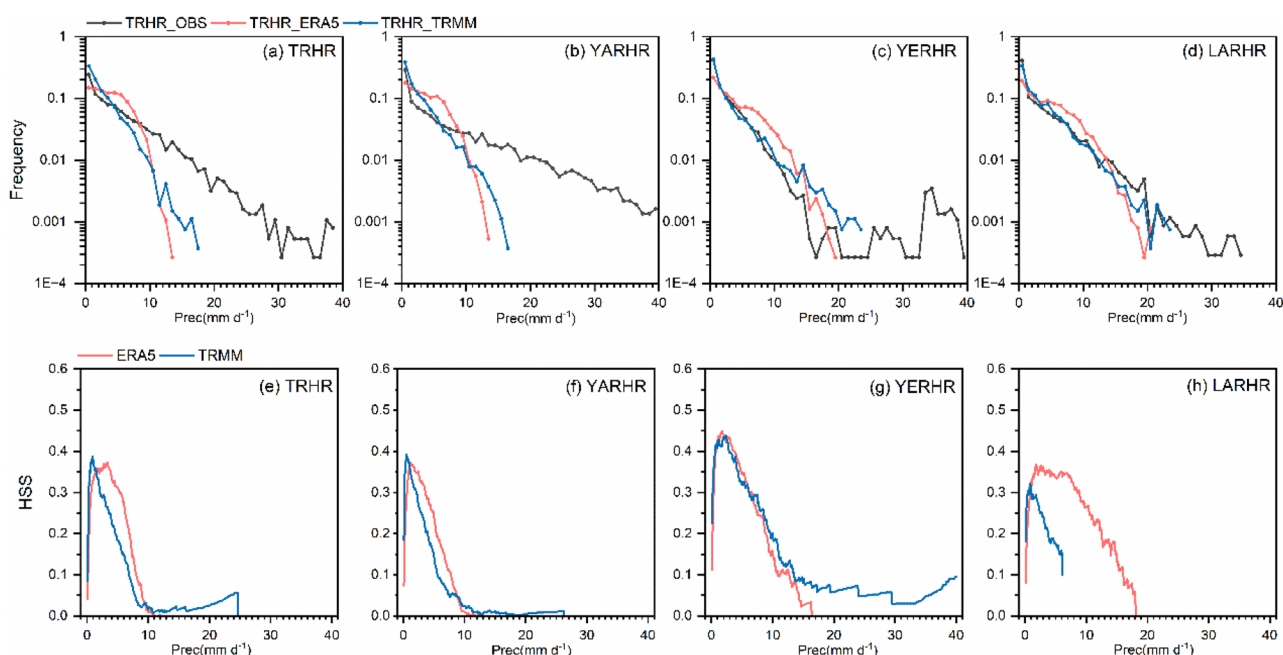 TRHR_OBS TRHR_ERA5 TRHR_TRMM
(a) TRHR (b) YARHR (c) YERHR (d) LARHR
Frequency
1 1 1 1
0.1 0.1 0.1 0.1
0.01 0.01 0.01 0.01
0.001 0.001 0.001 0.001
1E−4 1E−4 1E−4 1E−4
0 10 20 30 40 0 10 20 30 40 0 10 20 30 40 0 10 20 30 40
Prec(mm d⁻¹) Prec(mm d⁻¹) Prec(mm d⁻¹) Prec(mm d⁻¹)
ERA5 TRMM
(e) TRHR (f) YARHR (g) YERHR (h) LARHR
HSS
0.6 0.6 0.6 0.6
0.5 0.5 0.5 0.5
0.4 0.4 0.4 0.4
0.3 0.3 0.3 0.3
0.2 0.2 0.2 0.2
0.1 0.1 0.1 0.1
0.0 0.0 0.0 0.0
0 10 20 30 40 0 10 20 30 40 0 10 20 30 40 0 10 20 30 40
Prec(mm d⁻¹) Prec(mm d⁻¹) Prec(mm d⁻¹) Prec(mm d⁻¹)